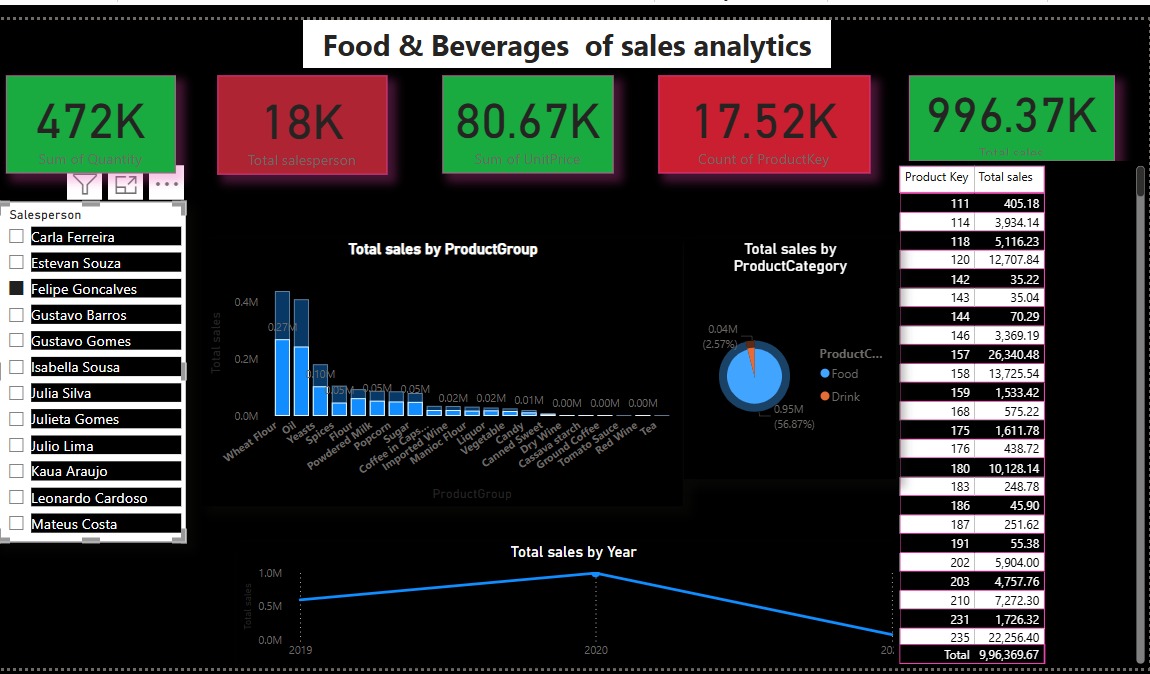 Food & Beverages of sales analytics
472K
Sum of Quantity
18K
Total salesperson
80.67K
Sum of UnitPrice
17.52K
Count of ProductKey
996.37K
Total sales
Salesperson
Carla Ferreira
Estevan Souza
Felipe Goncalves
Gustavo Barros
Gustavo Gomes
Isabella Sousa
Julia Silva
Julieta Gomes
Julio Lima
Kaua Araujo
Leonardo Cardoso
Mateus Costa
Total sales by ProductGroup
Total sales
0.4M
0.2M
0.0M
0.27M
0.10M
0.05M
0.05M
0.05M
0.02M
0.02M
0.01M
0.00M
0.00M
0.00M
Wheat Flour
Oil
Yeasts
Spices
Flour
Powdered Milk
Popcorn
Sugar
Coffee in Caps...
Imported Wine
Manioc Flour
Liquor
Vegetable
Candy
Canned Sweet
Dry Wine
Cassava starch
Ground Coffee
Tomato Sauce
Red Wine
Tea
ProductGroup
Total sales by
ProductCategory
0.04M
(2.57%)
0.95M
(56.87%)
ProductC...
Food
Drink
Total sales by Year
Total sales
1.0M
0.5M
0.0M
2019
2020
20
Product Key Total sales
111 405.18
114 3,934.14
118 5,116.23
120 12,707.84
142 35.22
143 35.04
144 70.29
146 3,369.19
157 26,340.48
158 13,725.54
159 1,533.42
168 575.22
175 1,611.78
176 438.72
180 10,128.14
183 248.78
186 45.90
187 251.62
191 55.38
202 5,904.00
203 4,757.76
210 7,272.30
231 1,726.32
235 22,256.40
Total 9,96,369.67